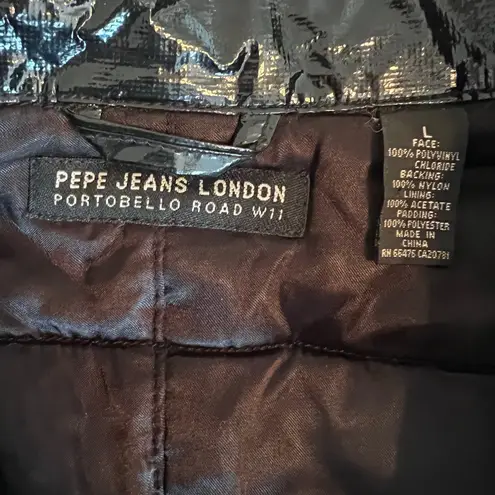 PEPE JEANS LONDON
PORTOBELLO ROAD W11
L
FACE:
100% POLYVINYL
CHLORIDE
BACKING:
100% NYLON
LINING:
100% ACETATE
PADDING:
100% POLYESTER
MADE IN
CHINA
RN 66476 CA20781